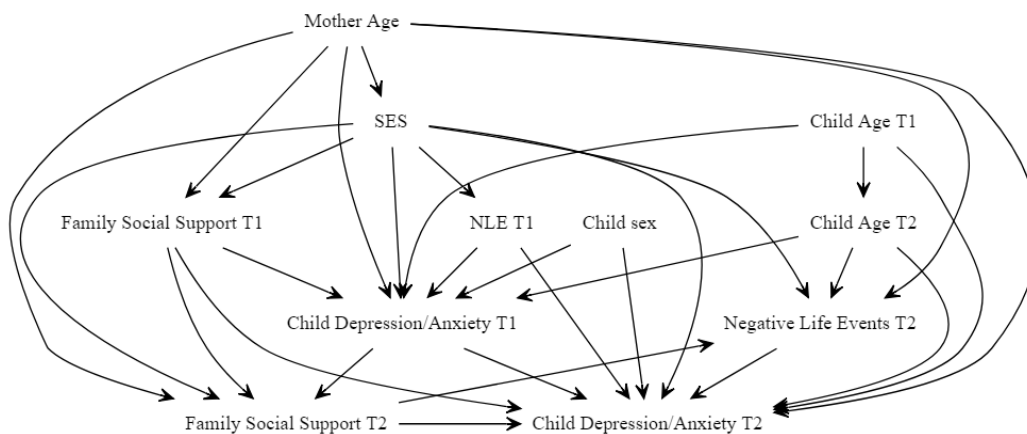 Mother Age
SES
Child Age T1
Family Social Support T1
NLE T1
Child sex
Child Age T2
Child Depression/Anxiety T1
Negative Life Events T2
Family Social Support T2
Child Depression/Anxiety T2